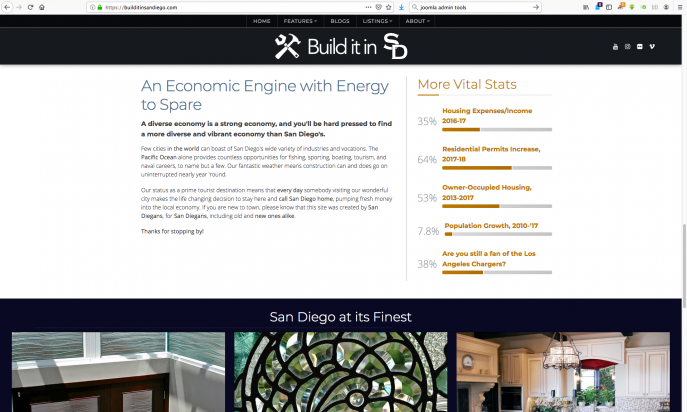 https://builditinsandiego.com
joomla admin tools
HOME FEATURES BLOGS LISTINGS ABOUT
Build it in SD
An Economic Engine with Energy
to Spare
A diverse economy is a strong economy, and you'll be hard pressed to find
a more diverse and vibrant economy than San Diego's.
Few cities in the world can boast of San Diego's wide variety of industries and vocations. The
Pacific Ocean alone provides countless opportunities for fishing, sporting, boating, tourism, and
naval careers, to name but a few. Our fantastic weather means construction can and does go on
uninterrupted nearly year 'round.
Our status as a prime tourist destination means that every day somebody visiting our wonderful
city makes the life changing decision to stay here and call San Diego home, pumping fresh money
into the local economy. If you are new to town, please know that this site was created by San
Diegans, for San Diegans, including old and new ones alike.
Thanks for stopping by!
More Vital Stats
35%
Housing Expenses/Income
2016-17
64%
Residential Permits Increase,
2017-18
53%
Owner-Occupied Housing,
2013-2017
7.8%
Population Growth, 2010-'17
38%
Are you still a fan of the Los
Angeles Chargers?
San Diego at its Finest